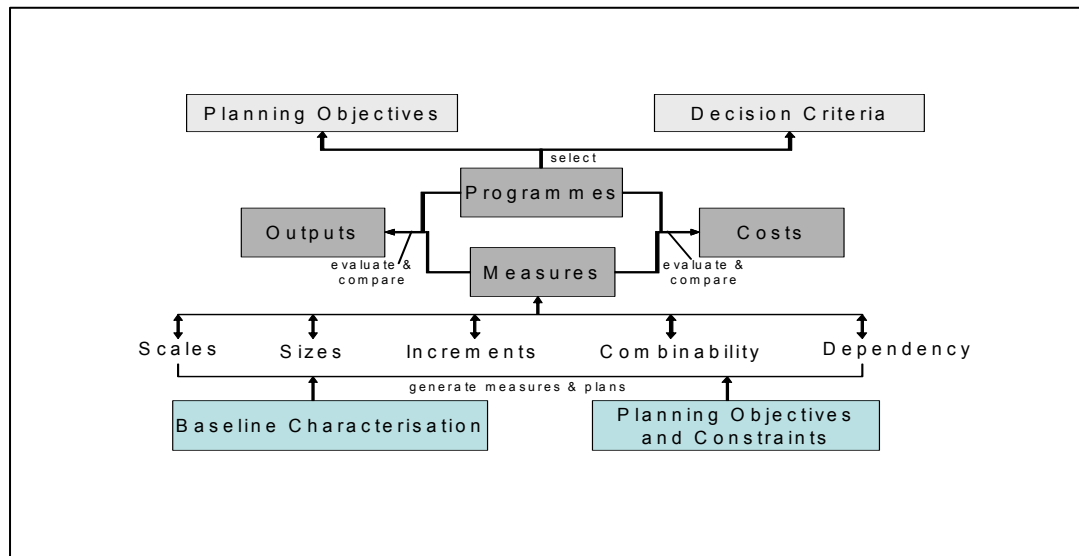 Planning Objectives
Decision Criteria
select
Programmes
Outputs
Costs
evaluate &
compare
evaluate &
compare
Measures
Scales
Sizes
Increments
Combinability
Dependency
generate measures & plans
Baseline Characterisation
Planning Objectives
and Constraints